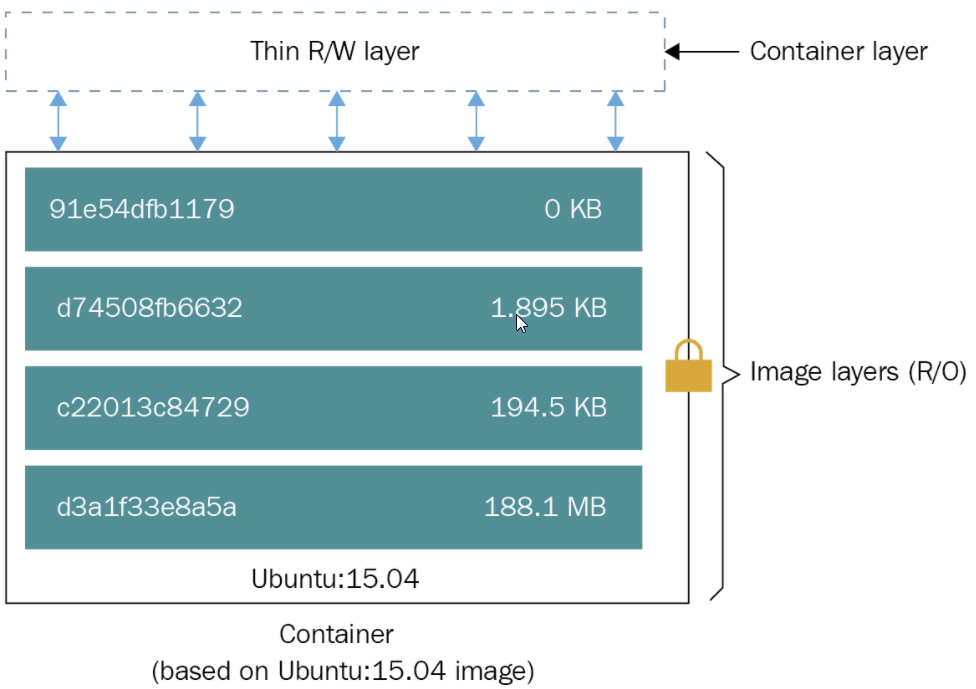 Thin R/W layer
Container layer
91e54dfb1179 0 KB
d74508fb6632 1.895 KB
c22013c84729 194.5 KB
d3a1f33e8a5a 188.1 MB
Image layers (R/O)
Ubuntu:15.04
Container
(based on Ubuntu:15.04 image)